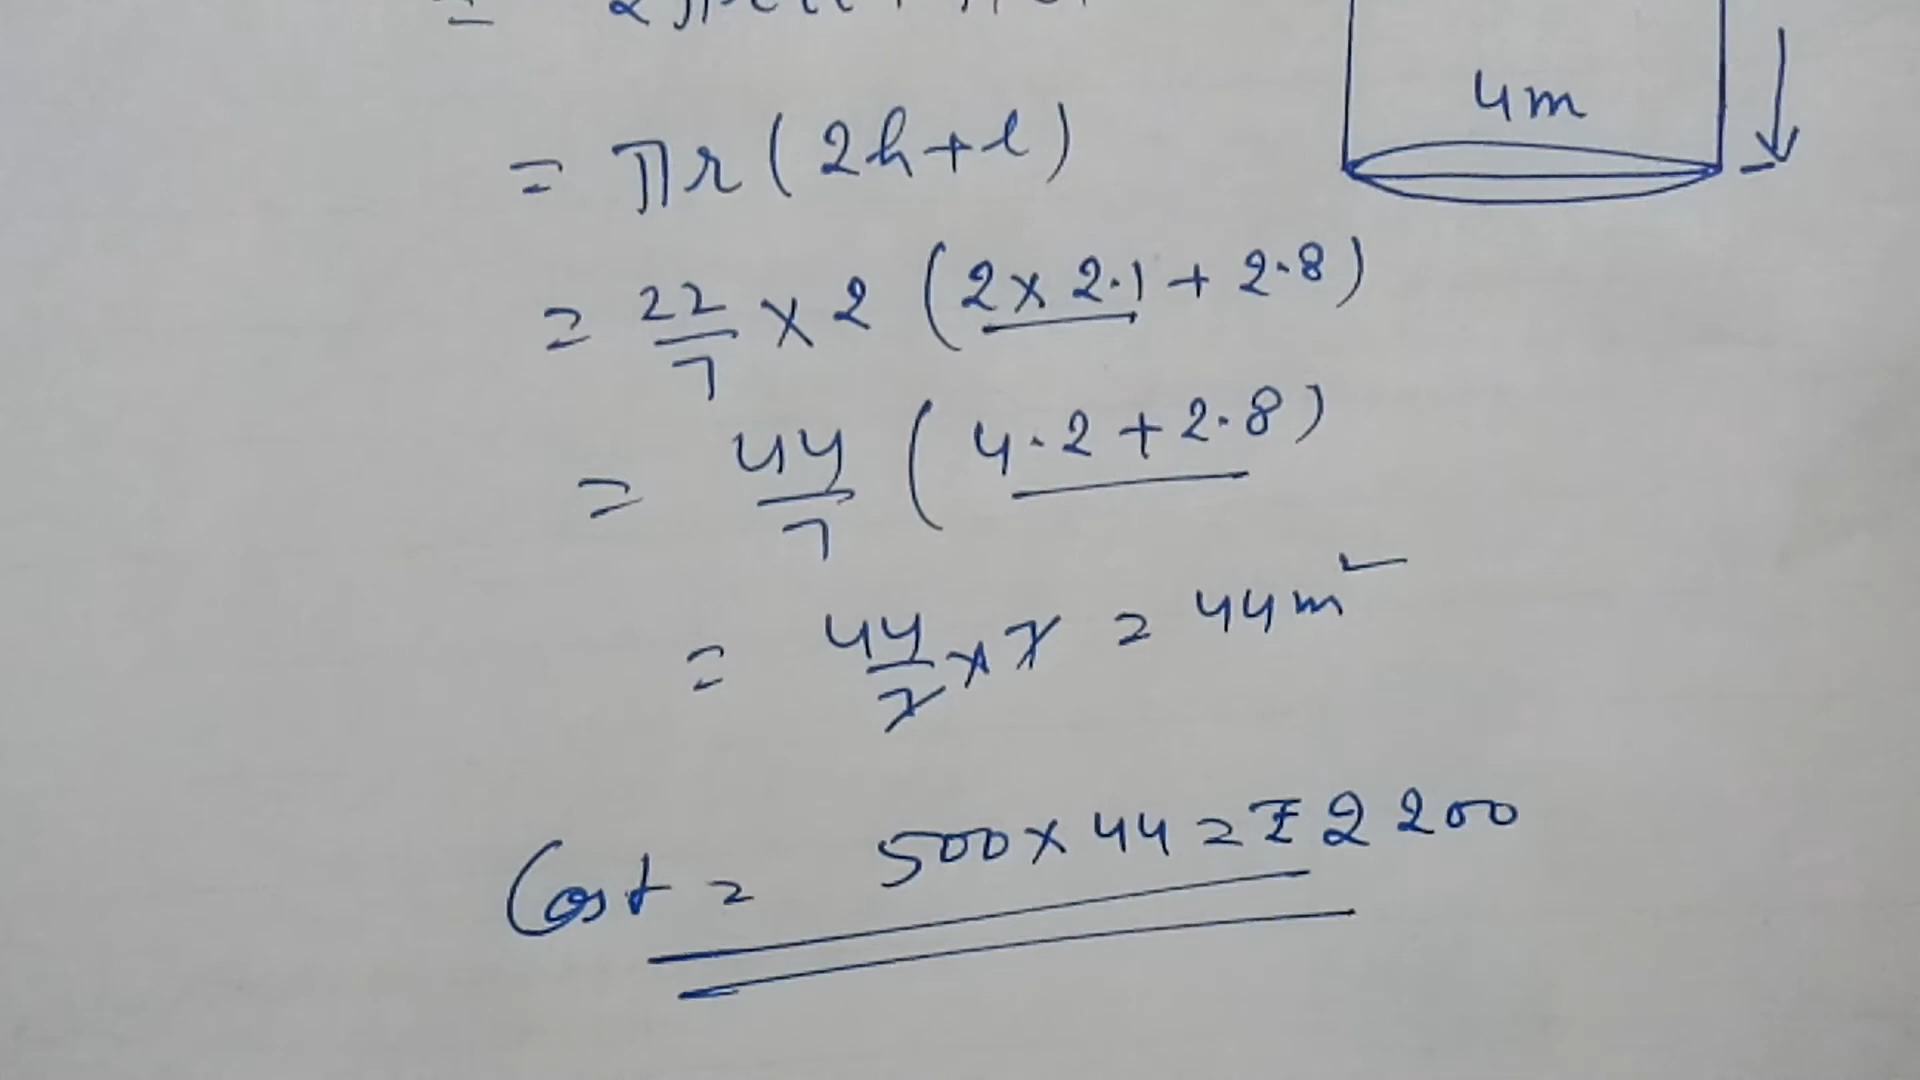 4m
= πr(2h+l)
= 22/7 × 2 (2×2.1+2.8)
= 44/7 (4.2+2.8)
= 44/7 × 7 = 44m²
Cost = 500×44=₹2200